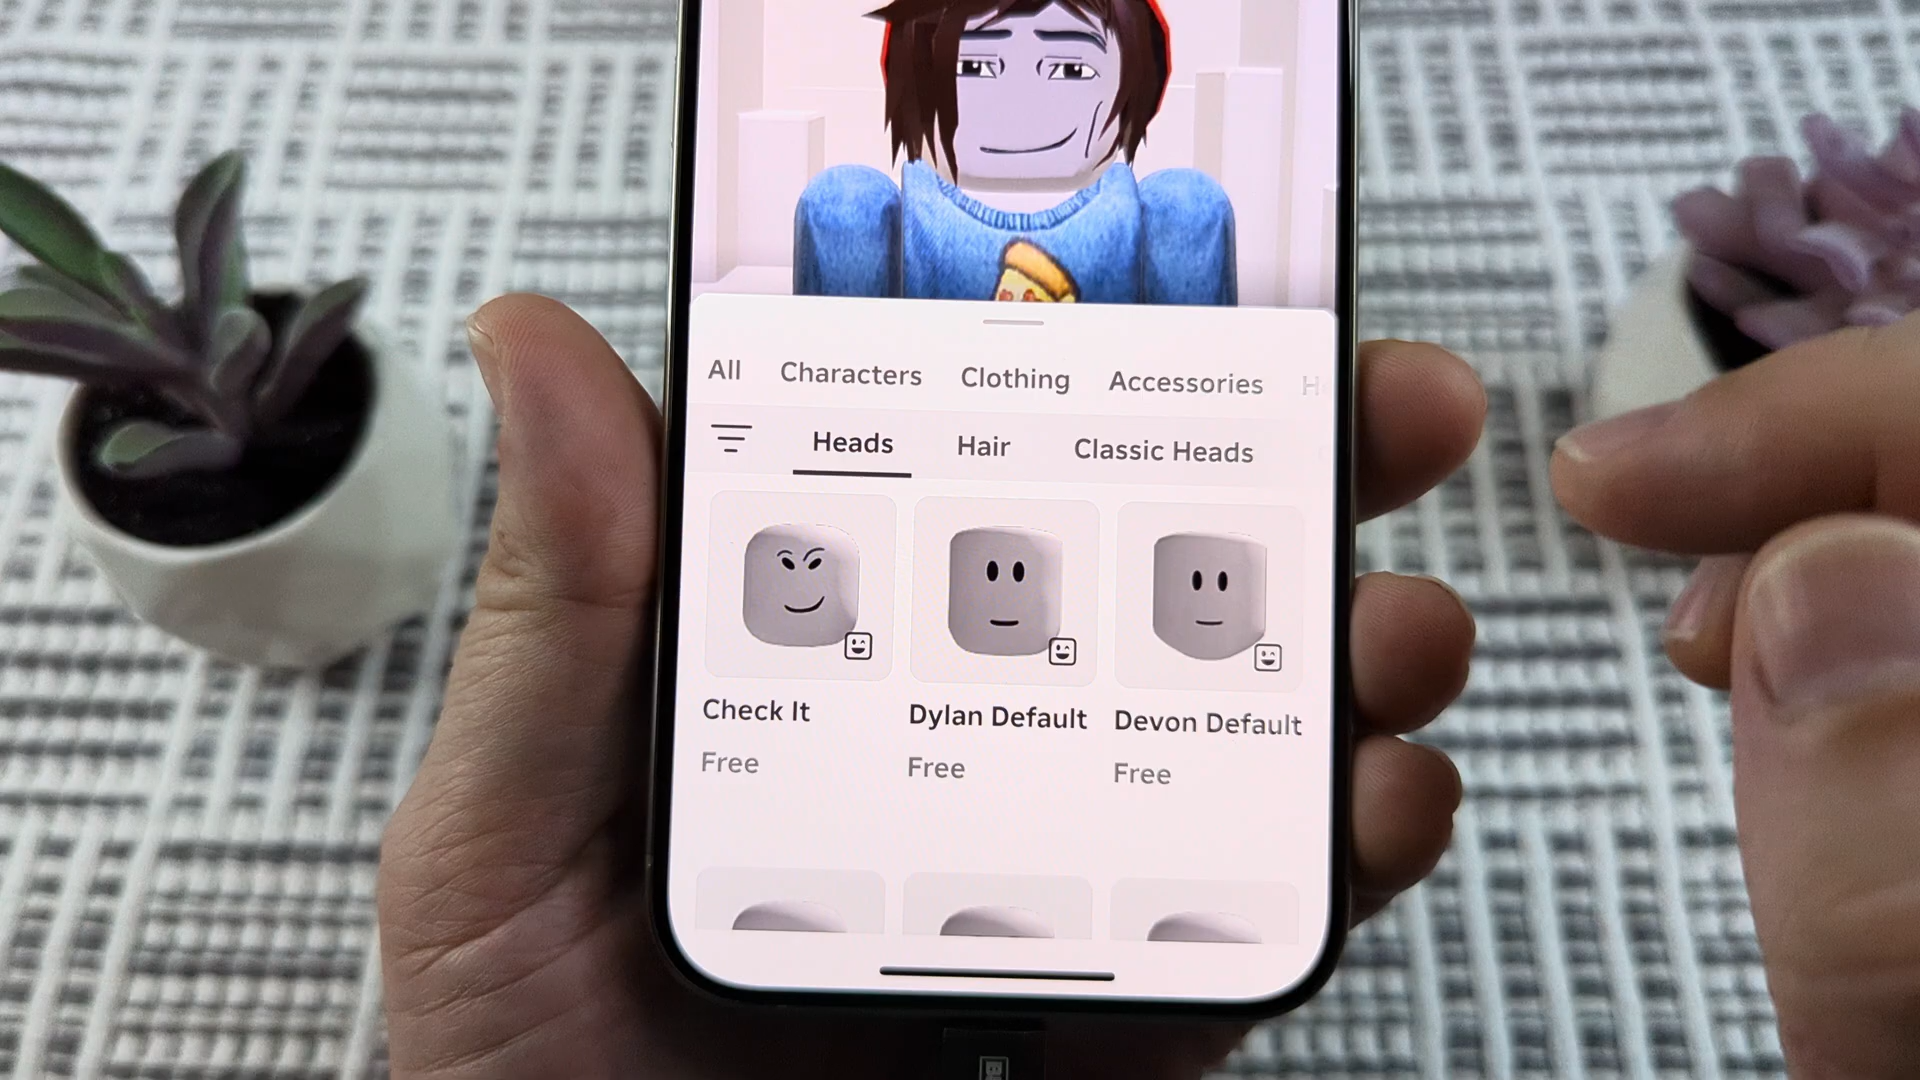 All Characters Clothing Accessories
Heads Hair Classic Heads
Check It Dylan Default Devon Default
Free Free Free